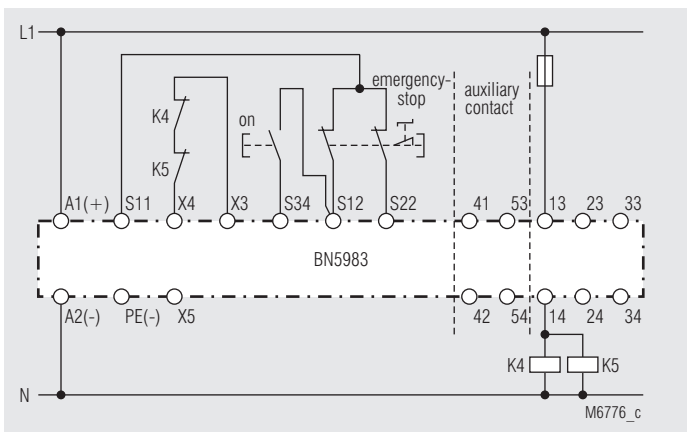 L1
emergency-
stop
auxiliary
contact
K4
on
K5
A1(+) S11 X4 X3 S34 S12 S22 41 53 13 23 33
BN5983
A2(-) PE(-) X5 42 54 14 24 34
K4 K5
N
M6776_c